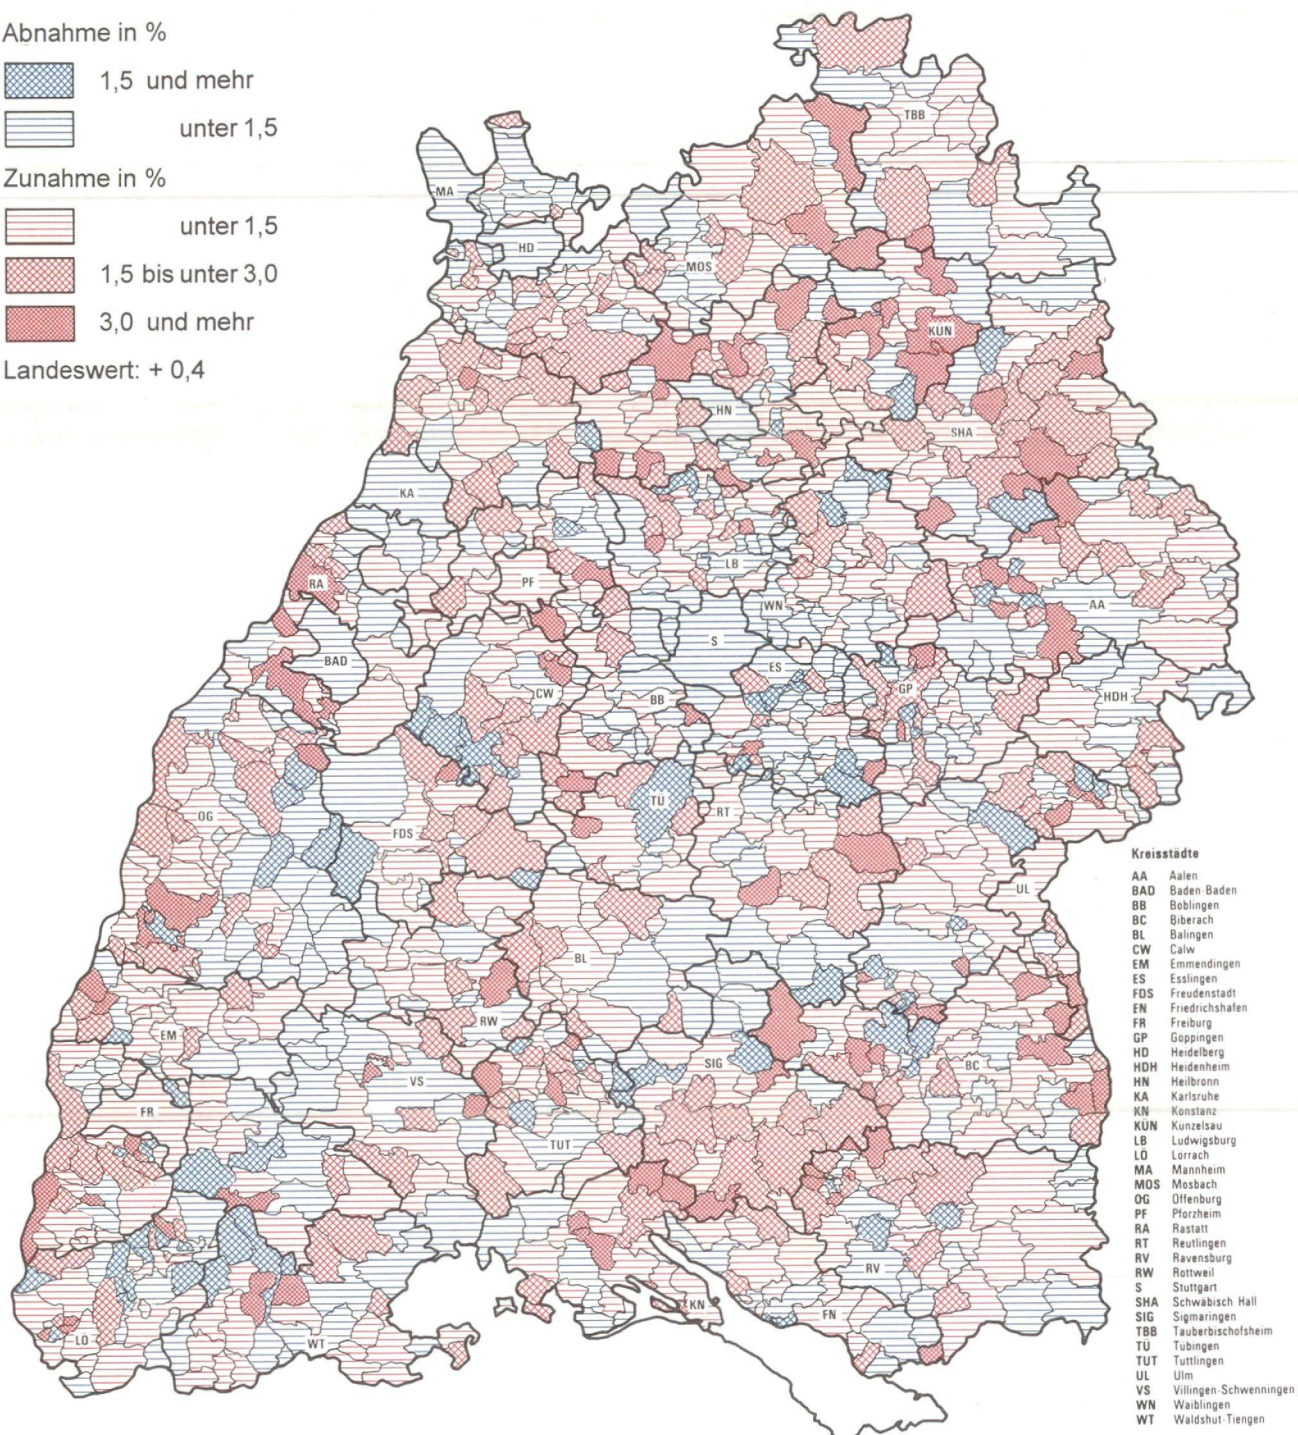 Abnahme in %
1,5 und mehr
unter 1,5
Zunahme in %
unter 1,5
1,5 bis unter 3,0
3,0 und mehr
Landeswert: + 0,4
TBB
MA
HD
MOS
KÜN
HN
SHA
KA
LB
PF
RA
WN
AA
S
BAD
ES
CW
BB
GP
HDH
TÜ
RT
OG
FDS
UL
BL
RW
EM
SIG
BC
VS
FR
TUT
RV
KN
FN
LÖ
WT
Kreisstädte
AA Aalen
BAD Baden-Baden
BB Boblingen
BC Biberach
BL Balingen
CW Calw
EM Emmendingen
ES Esslingen
FDS Freudenstadt
FN Friedrichshafen
FR Freiburg
GP Goppingen
HD Heidelberg
HDH Heidenheim
HN Heilbronn
KA Karlsruhe
KN Konstanz
KÜN Künzelsau
LB Ludwigsburg
LÖ Lorrach
MA Mannheim
MOS Mosbach
OG Offenburg
PF Pforzheim
RA Rastatt
RT Reutlingen
RV Ravensburg
RW Rottweil
S Stuttgart
SHA Schwäbisch Hall
SIG Sigmaringen
TBB Tauberbischofsheim
TÜ Tubingen
TUT Tuttlingen
UL Ulm
VS Villingen-Schwenningen
WN Waiblingen
WT Waldshut-Tiengen